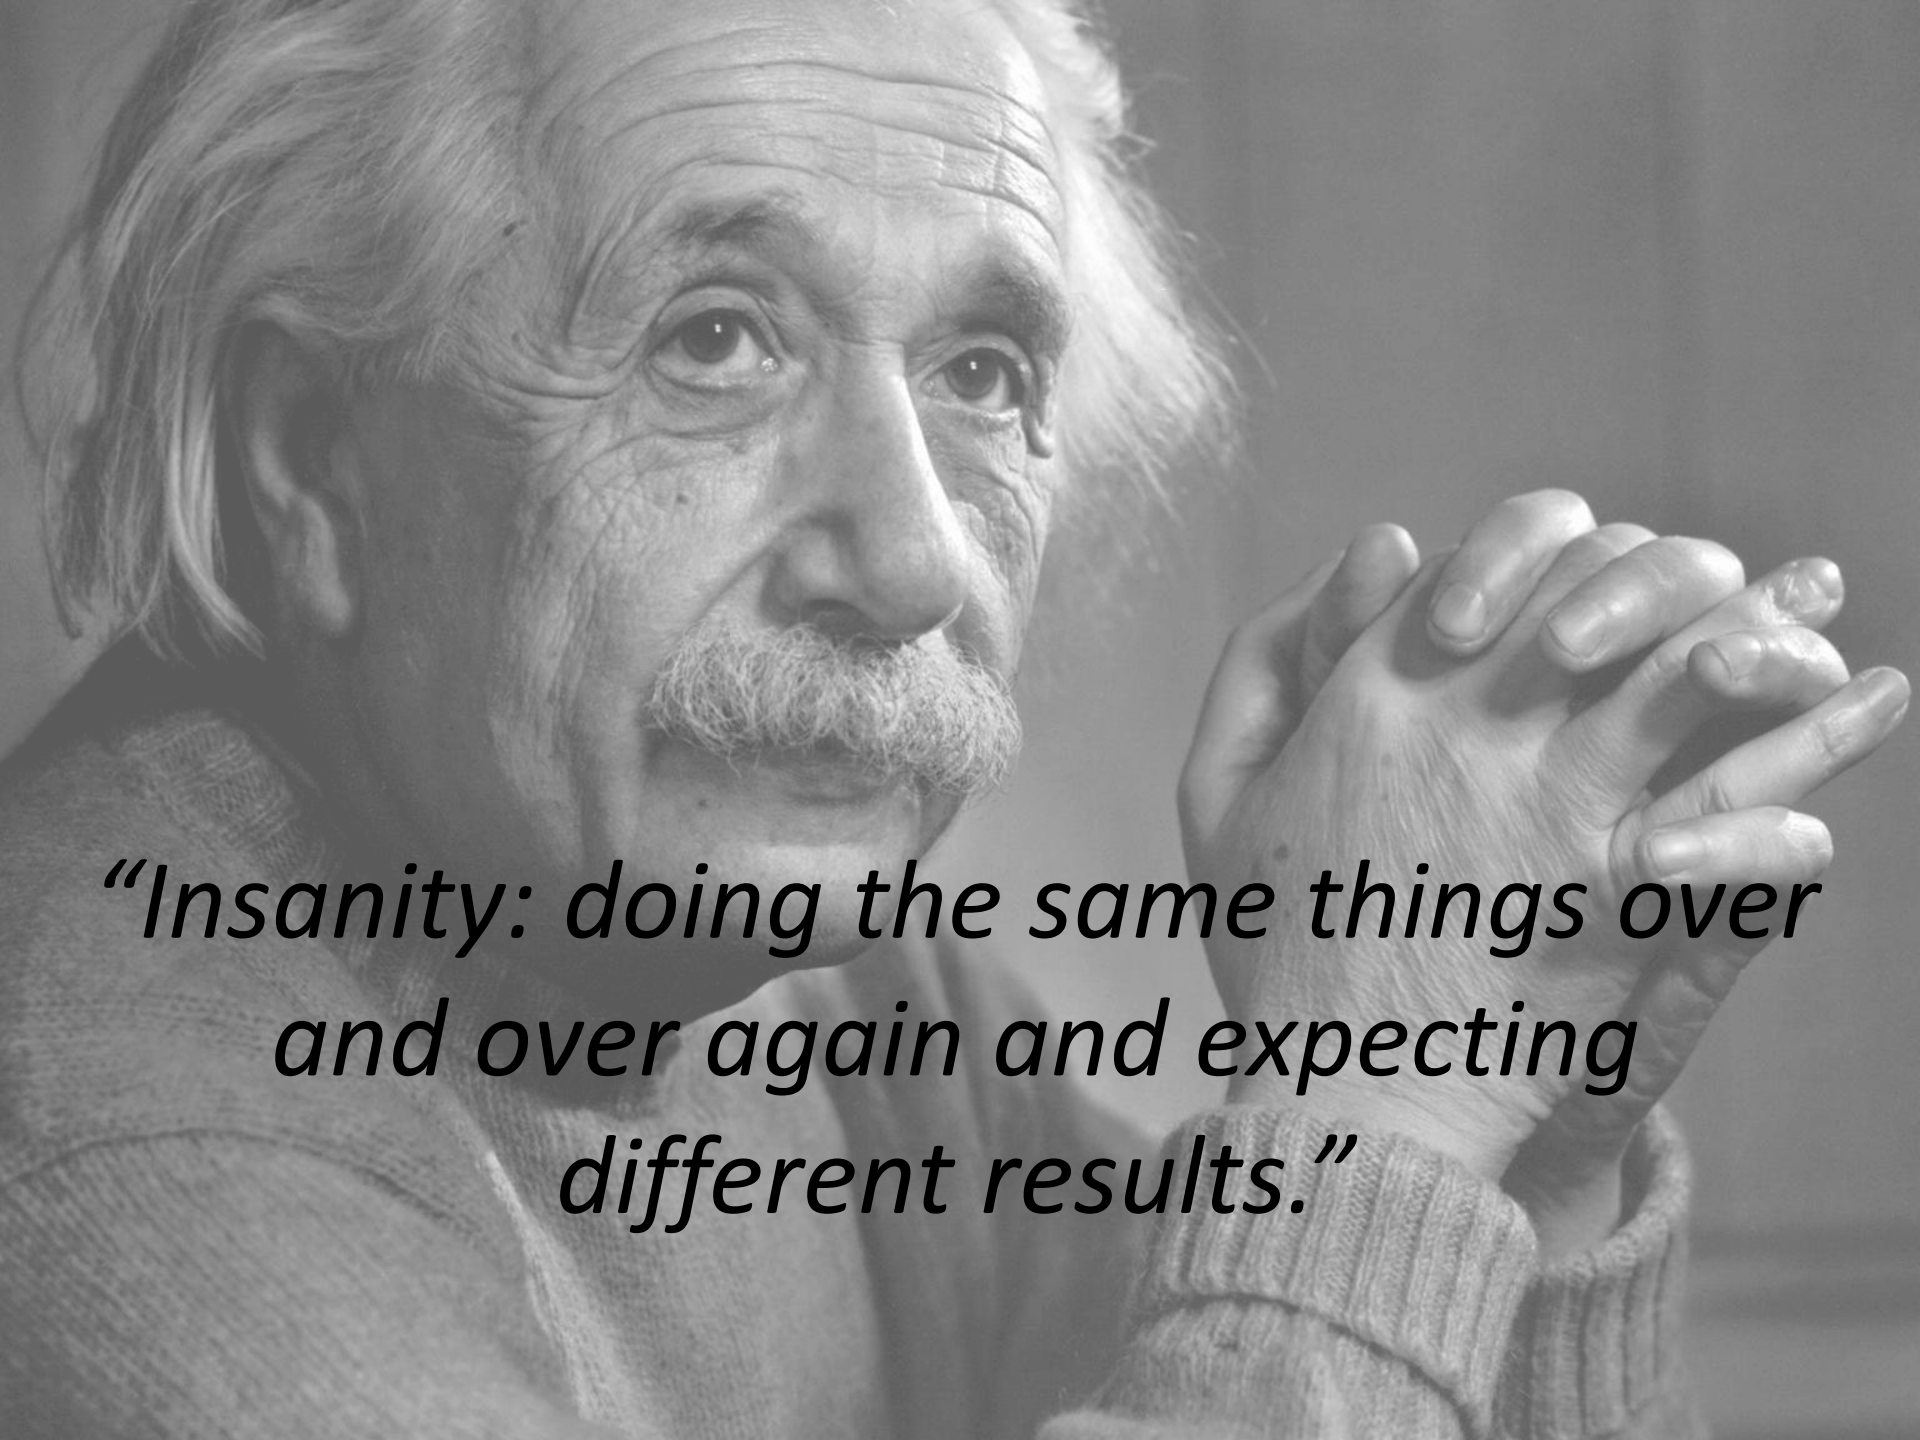 “Insanity: doing the same things over
and over again and expecting
different results.”